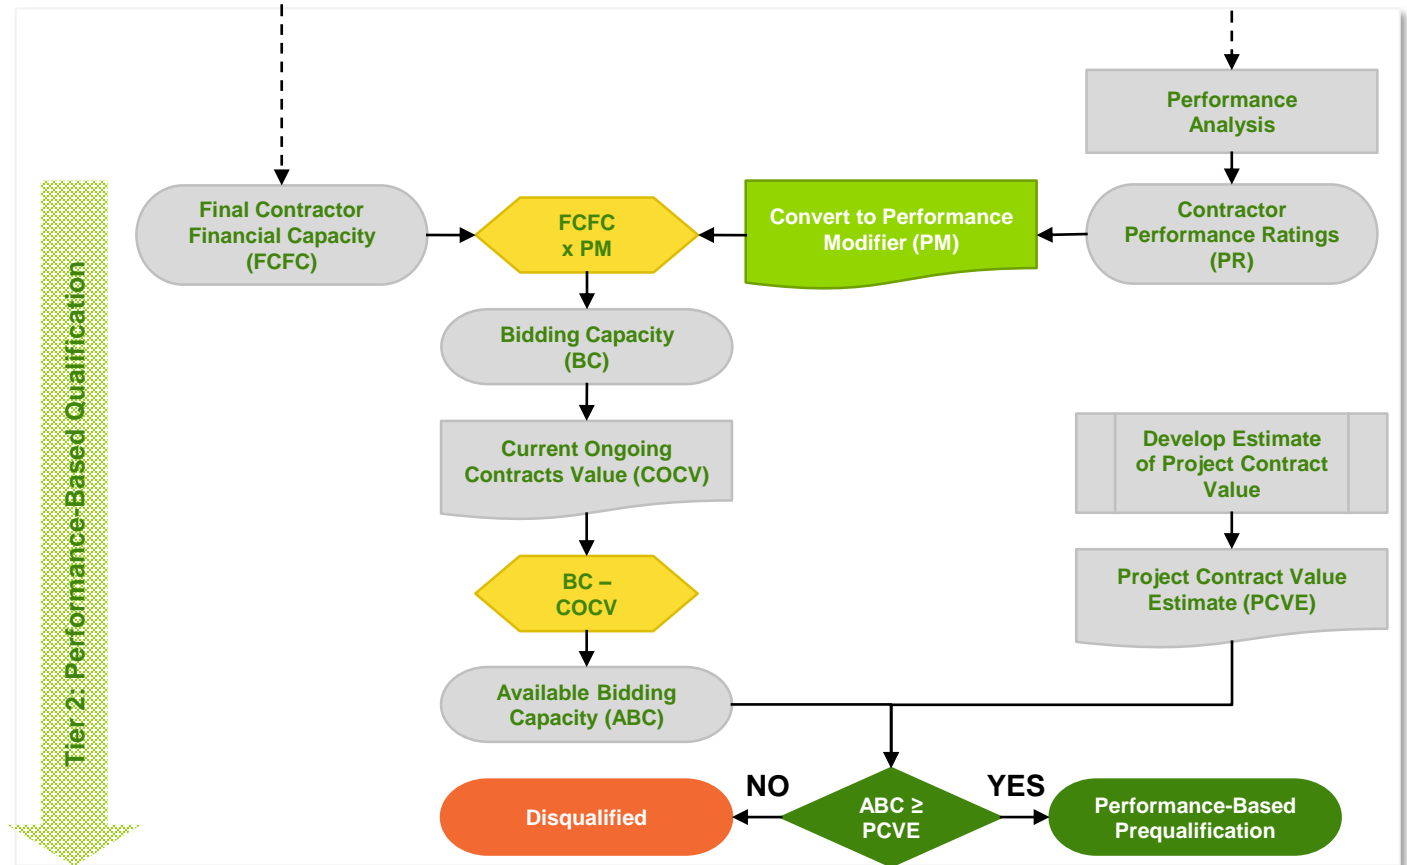 Performance
Analysis
Final Contractor
Financial Capacity
(FCFC)
FCFC
x PM
Convert to Performance
Modifier (PM)
Contractor
Performance Ratings
(PR)
Bidding Capacity
(BC)
Tier 2: Performance-Based Qualification
Current Ongoing
Contracts Value (COCV)
Develop Estimate
of Project Contract
Value
BC –
COCV
Project Contract Value
Estimate (PCVE)
Available Bidding
Capacity (ABC)
Disqualified
NO
ABC ≥
PCVE
YES
Performance-Based
Prequalification